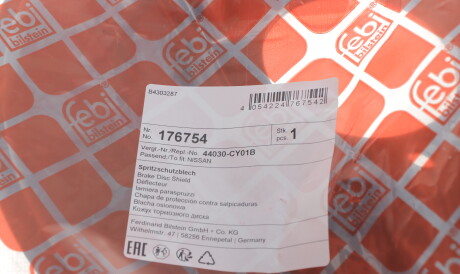 febi
bilstein
febi
bilstein
febi
bilstein
febi
bilstein
febi
bilstein
B4303287
4 054224 767542
Nr.
No. 176754
Stk.
pcs. 1
Vergl.-Nr./Repl.-No. 44030-CY01B
Passend/To fit: NISSAN
Spritzschutzblech
Brake Disc Shield
Déflecteur
lamiera paraspruzzi
Chapa de protección contra salpicaduras
Blacha osłonowa
Кожух тормозного диска
Ferdinand Bilstein GmbH + Co. KG
Wilhelmstr. 47 | 58256 Ennepetal | Germany
EAC